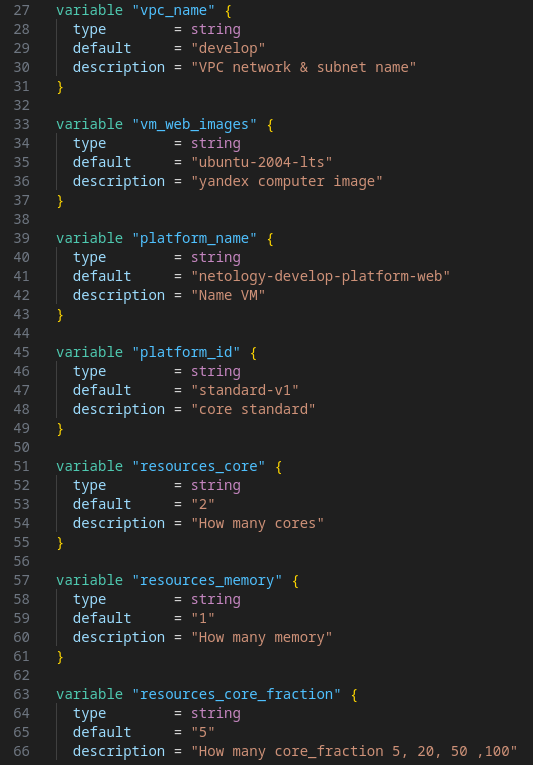 27 variable "vpc_name" {
28   type        = string
29   default     = "develop"
30   description = "VPC network & subnet name"
31 }
32
33 variable "vm_web_images" {
34   type        = string
35   default     = "ubuntu-2004-lts"
36   description = "yandex computer image"
37 }
38
39 variable "platform_name" {
40   type        = string
41   default     = "netology-develop-platform-web"
42   description = "Name VM"
43 }
44
45 variable "platform_id" {
46   type        = string
47   default     = "standard-v1"
48   description = "core standard"
49 }
50
51 variable "resources_core" {
52   type        = string
53   default     = "2"
54   description = "How many cores"
55 }
56
57 variable "resources_memory" {
58   type        = string
59   default     = "1"
60   description = "How many memory"
61 }
62
63 variable "resources_core_fraction" {
64   type        = string
65   default     = "5"
66   description = "How many core_fraction 5, 20, 50 ,100"